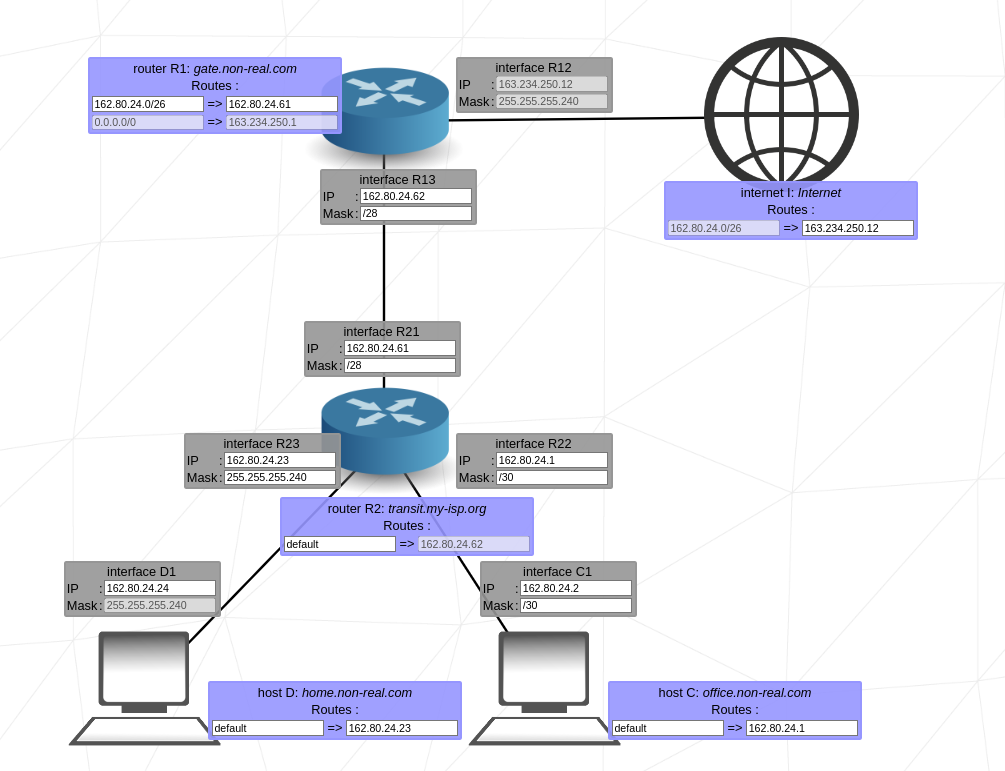 router R1: gate.non-real.com
Routes :
162.80.24.0/26 => 162.80.24.61
0.0.0.0/0 => 163.234.250.1
interface R12
IP : 163.234.250.12
Mask : 255.255.255.240
interface R13
IP : 162.80.24.62
Mask : /28
internet I: Internet
Routes :
162.80.24.0/26 => 163.234.250.12
interface R21
IP : 162.80.24.61
Mask : /28
interface R23
IP : 162.80.24.23
Mask : 255.255.255.240
interface R22
IP : 162.80.24.1
Mask : /30
router R2: transit.my-isp.org
Routes :
default => 162.80.24.62
interface D1
IP : 162.80.24.24
Mask : 255.255.255.240
interface C1
IP : 162.80.24.2
Mask : /30
host D: home.non-real.com
Routes :
default => 162.80.24.23
host C: office.non-real.com
Routes :
default => 162.80.24.1